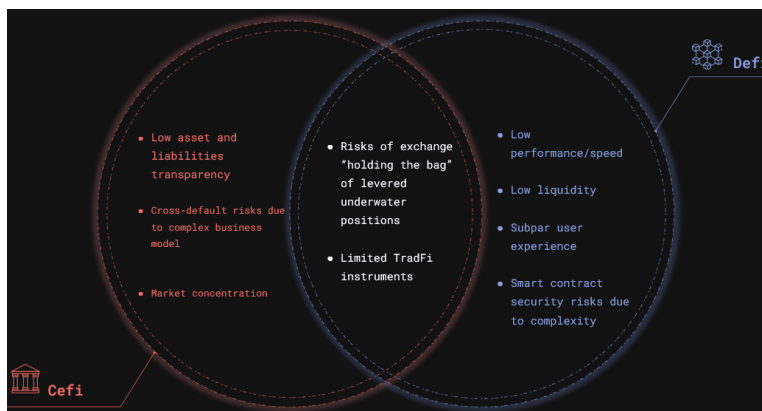 Low asset and
liabilities
transparency
Cross-default risks due
to complex business
model
Market concentration
Risks of exchange
“holding the bag”
of levered
underwater
positions
Limited TradFi
instruments
Low
performance/speed
Low liquidity
Subpar user
experience
Smart contract
security risks due
to complexity
Defi
Cefi